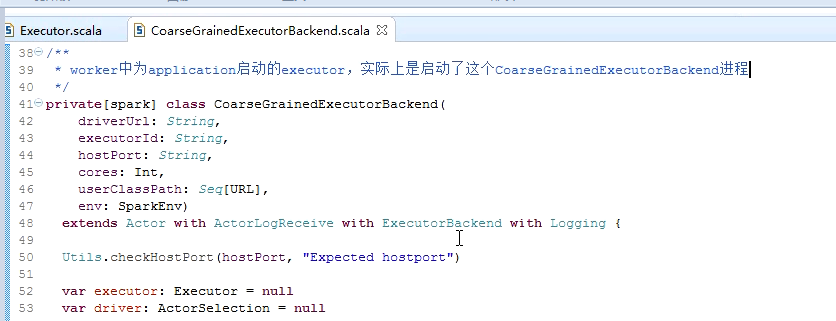 Executor.scala
CoarseGrainedExecutorBackend.scala
38 /**
39 * worker中为application启动的executor，实际上是启动了这个CoarseGrainedExecutorBackend进程
40 */
41 private[spark] class CoarseGrainedExecutorBackend(
42 driverUrl: String,
43 executorId: String,
44 hostPort: String,
45 cores: Int,
46 userClassPath: Seq[URL],
47 env: SparkEnv)
48 extends Actor with ActorLogReceive with ExecutorBackend with Logging {
49
50 Utils.checkHostPort(hostPort, "Expected hostport")
51
52 var executor: Executor = null
53 var driver: ActorSelection = null